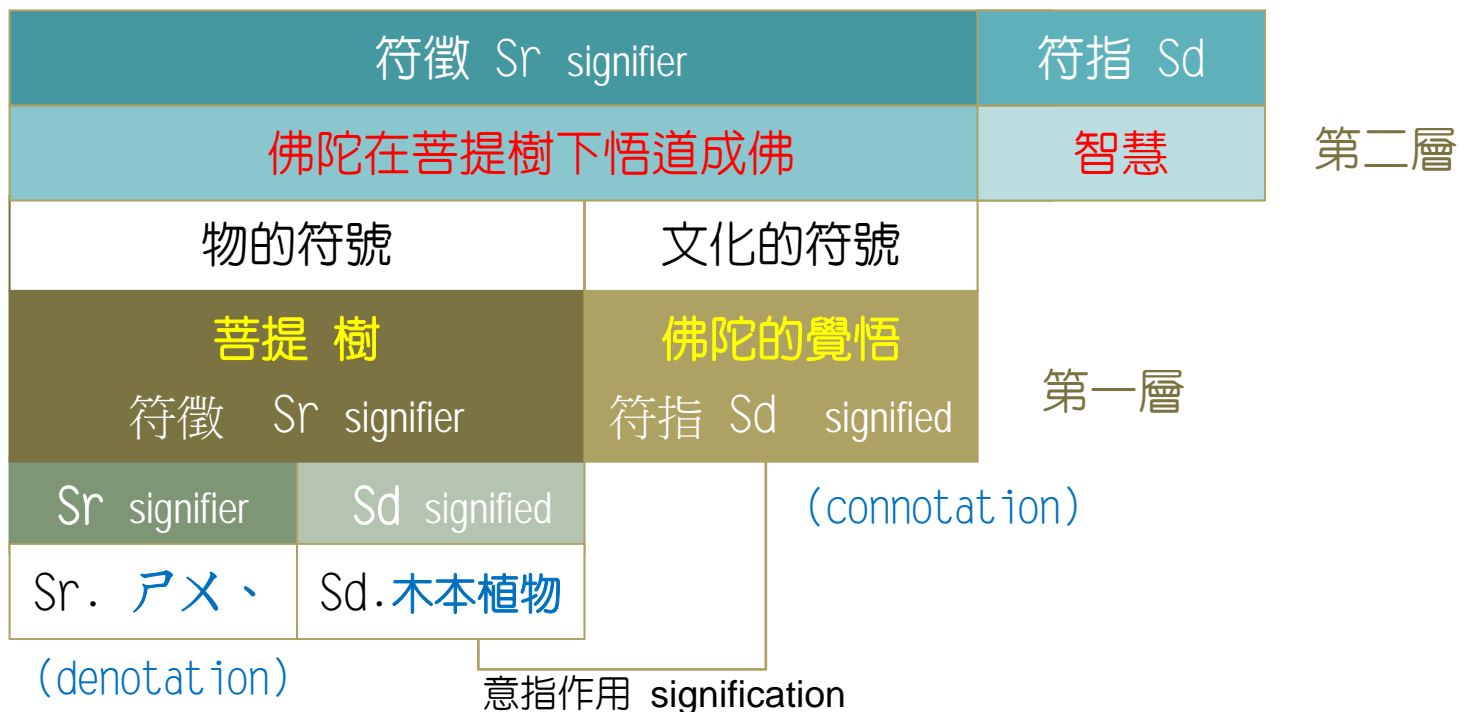 符徵 Sr signifier 符指 Sd
佛陀在菩提樹下悟道成佛 智慧 第二層
物的符號 文化的符號
菩提 樹 佛陀的覺悟
符徵 Sr signifier 符指 Sd signified 第一層
Sr signifier Sd signified (connotation)
Sr. ㄕㄨˋ Sd.木本植物
(denotation)
意指作用 signification